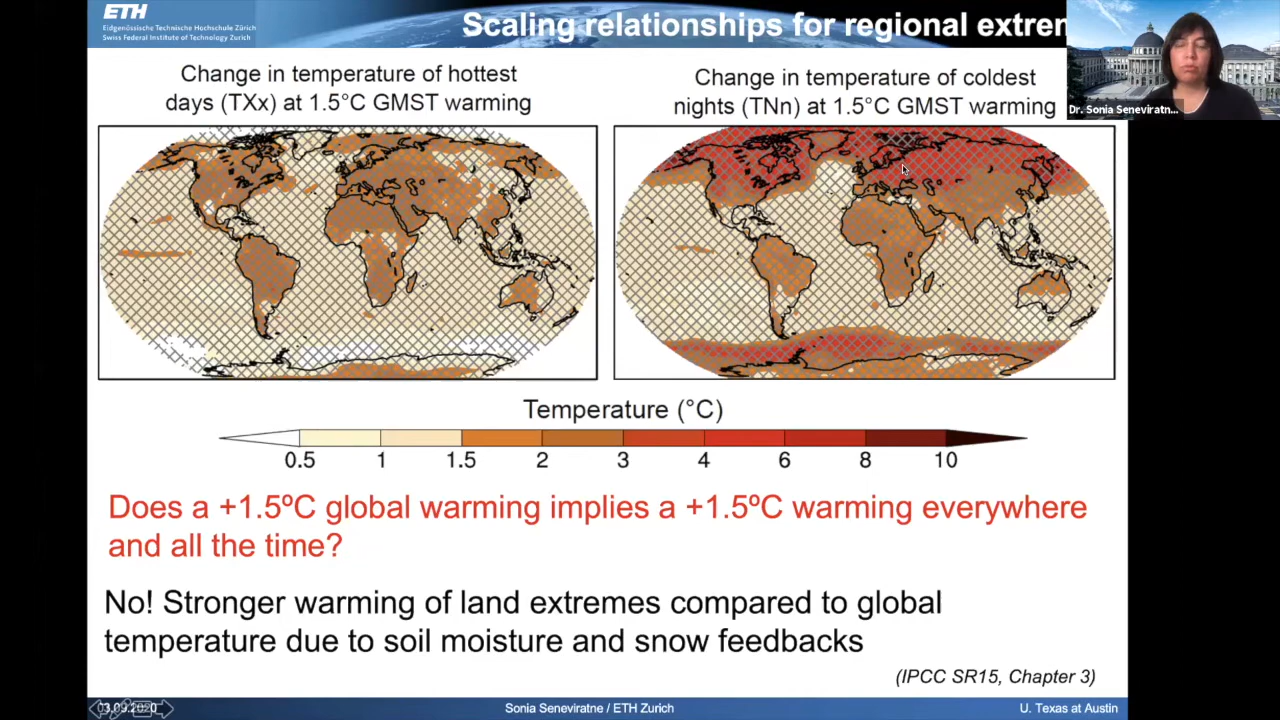 ETH
Eidgenössische Technische Hochschule Zürich
Swiss Federal Institute of Technology Zurich
Scaling relationships for regional extrem
Dr. Sonia Seneviratn...
Change in temperature of hottest
days (TXx) at 1.5°C GMST warming
Change in temperature of coldest
nights (TNn) at 1.5°C GMST warming
Temperature (°C)
0.5 1 1.5 2 3 4 6 8 10
Does a +1.5ºC global warming implies a +1.5ºC warming everywhere
and all the time?
No! Stronger warming of land extremes compared to global
temperature due to soil moisture and snow feedbacks
(IPCC SR15, Chapter 3)
03.09.2020
Sonia Seneviratne / ETH Zurich
U. Texas at Austin